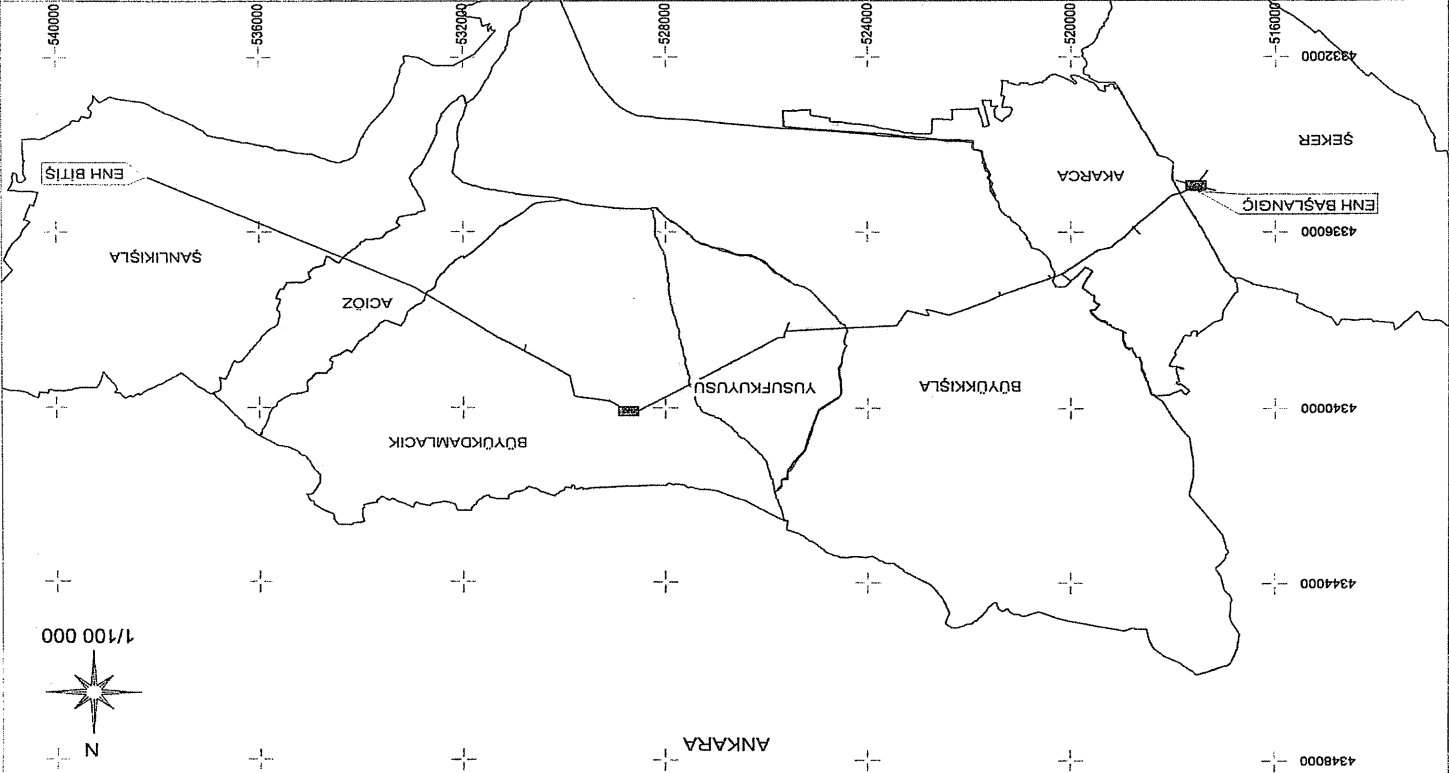 4348000
ANKARA
N
1/100 000
4344000
BÜYÜKDAMLACIK
4340000
BÜYÜKKIŞLA
YUSUFKUYUSU
ACIÖZ
ŞANLIKIŞLA
4336000
ENH BAŞLANGIÇ
AKARCA
ENH BİTİŞ
ŞEKER
4332000
516000
520000
524000
528000
532000
536000
540000